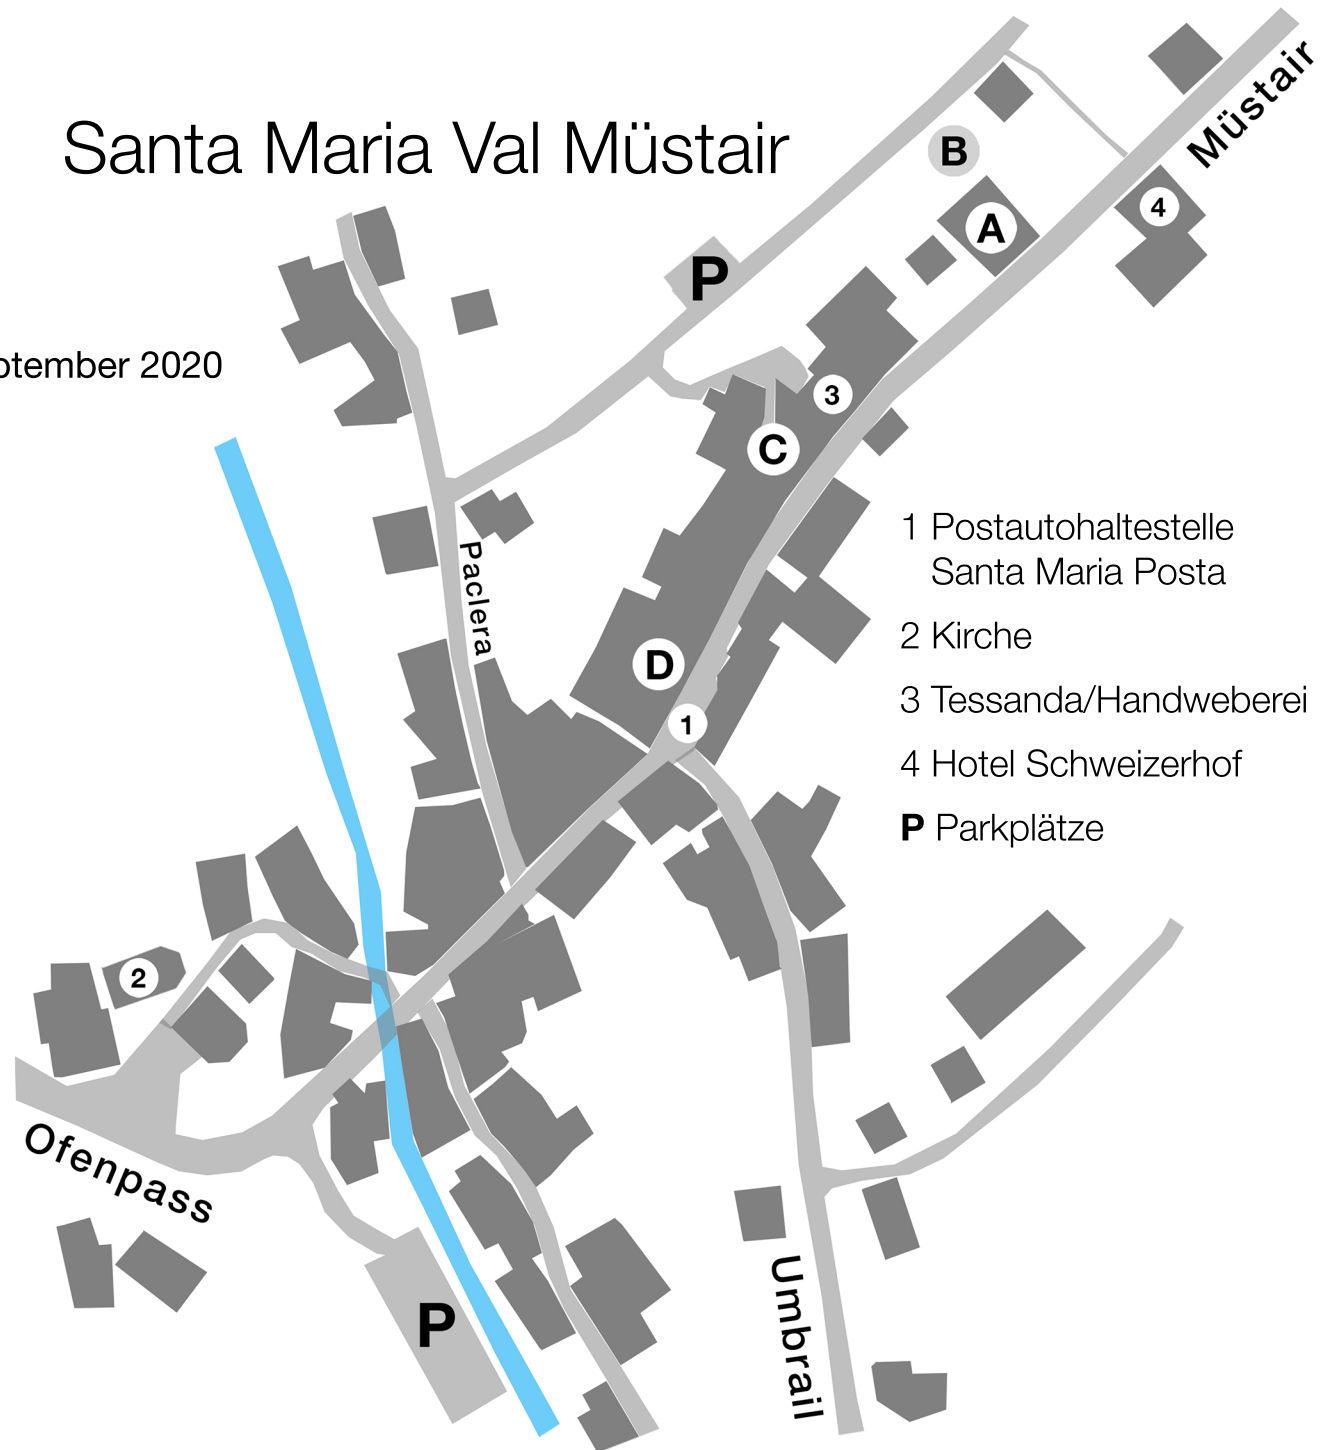 Santa Maria Val Müstair
Müstair
B
4
A
P
2020
3
C
1 Postautohaltestelle
Santa Maria Posta
Paclera
2 Kirche
D
3 Tessanda/Handweberei
1
4 Hotel Schweizerhof
P Parkplätze
2
Ofenpass
P
Umbrail